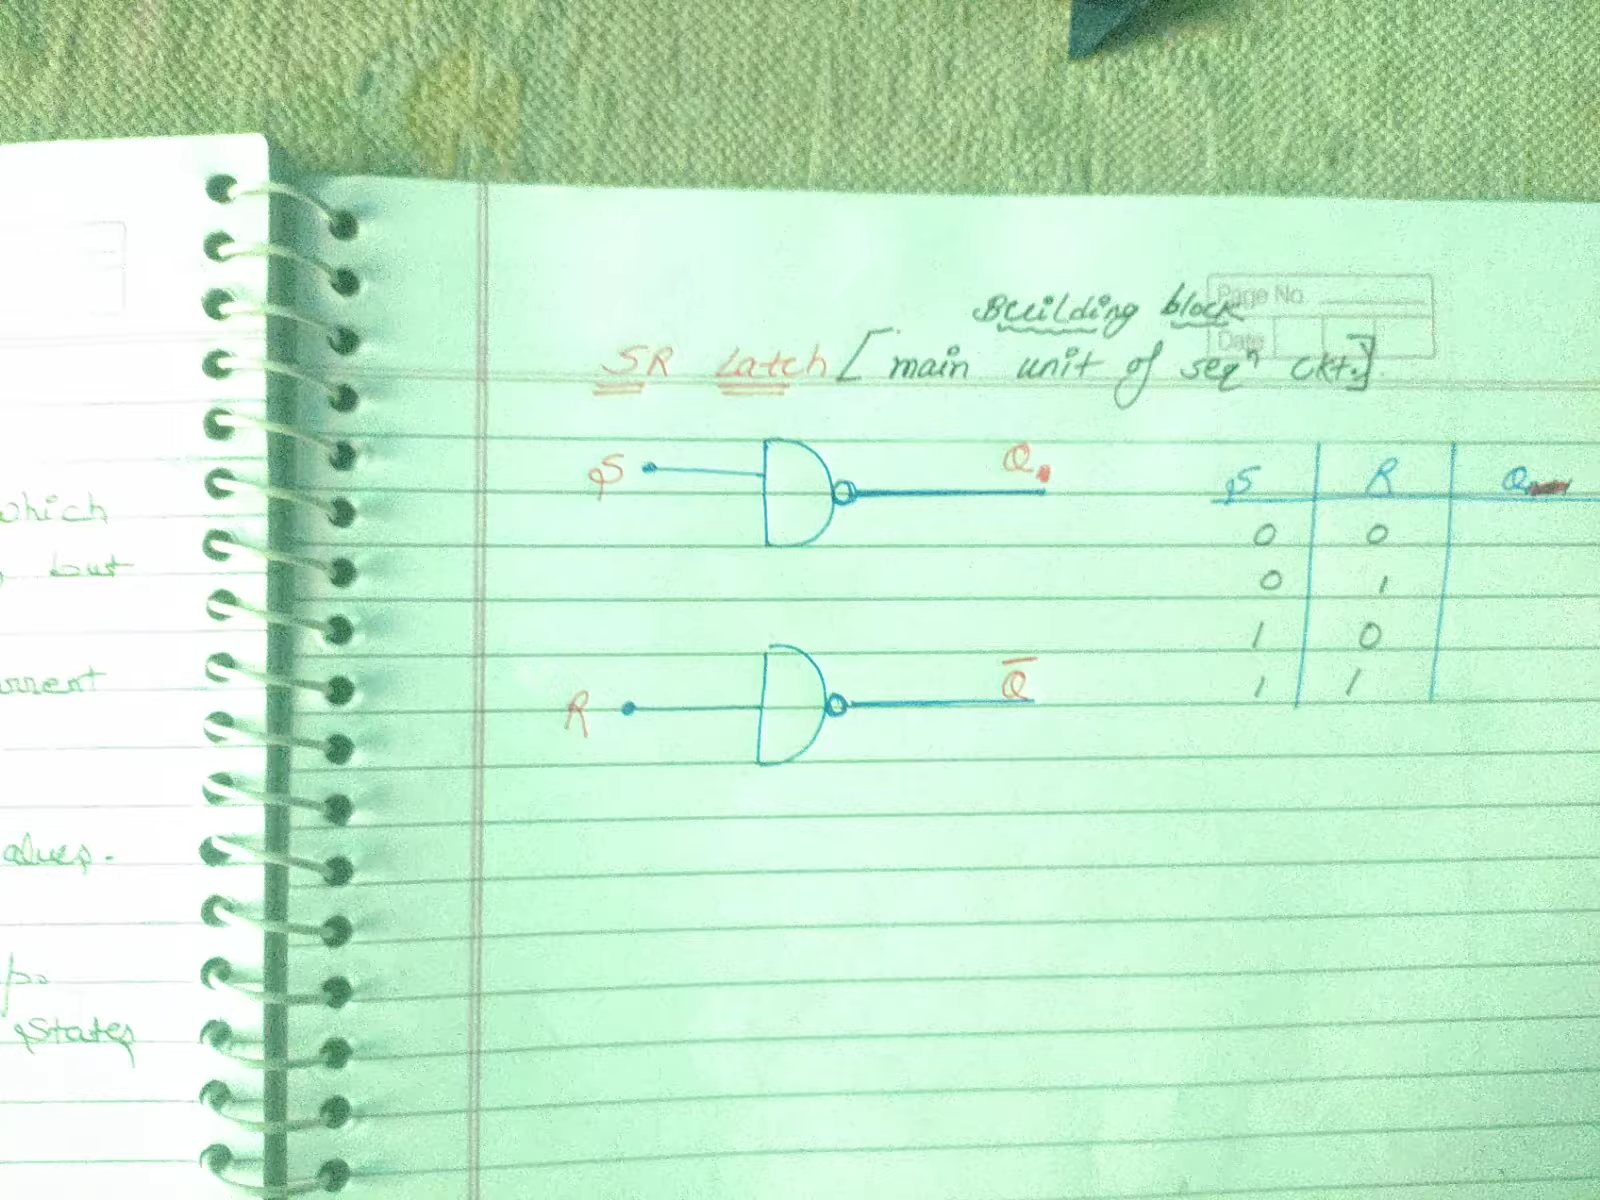 Page No.
Building block
Date
SR Latch [main unit of seqn ckt.]
S Q
S R Q
0 0
0 1
1 0
R Q̅
1 1
which
but
alues.
States